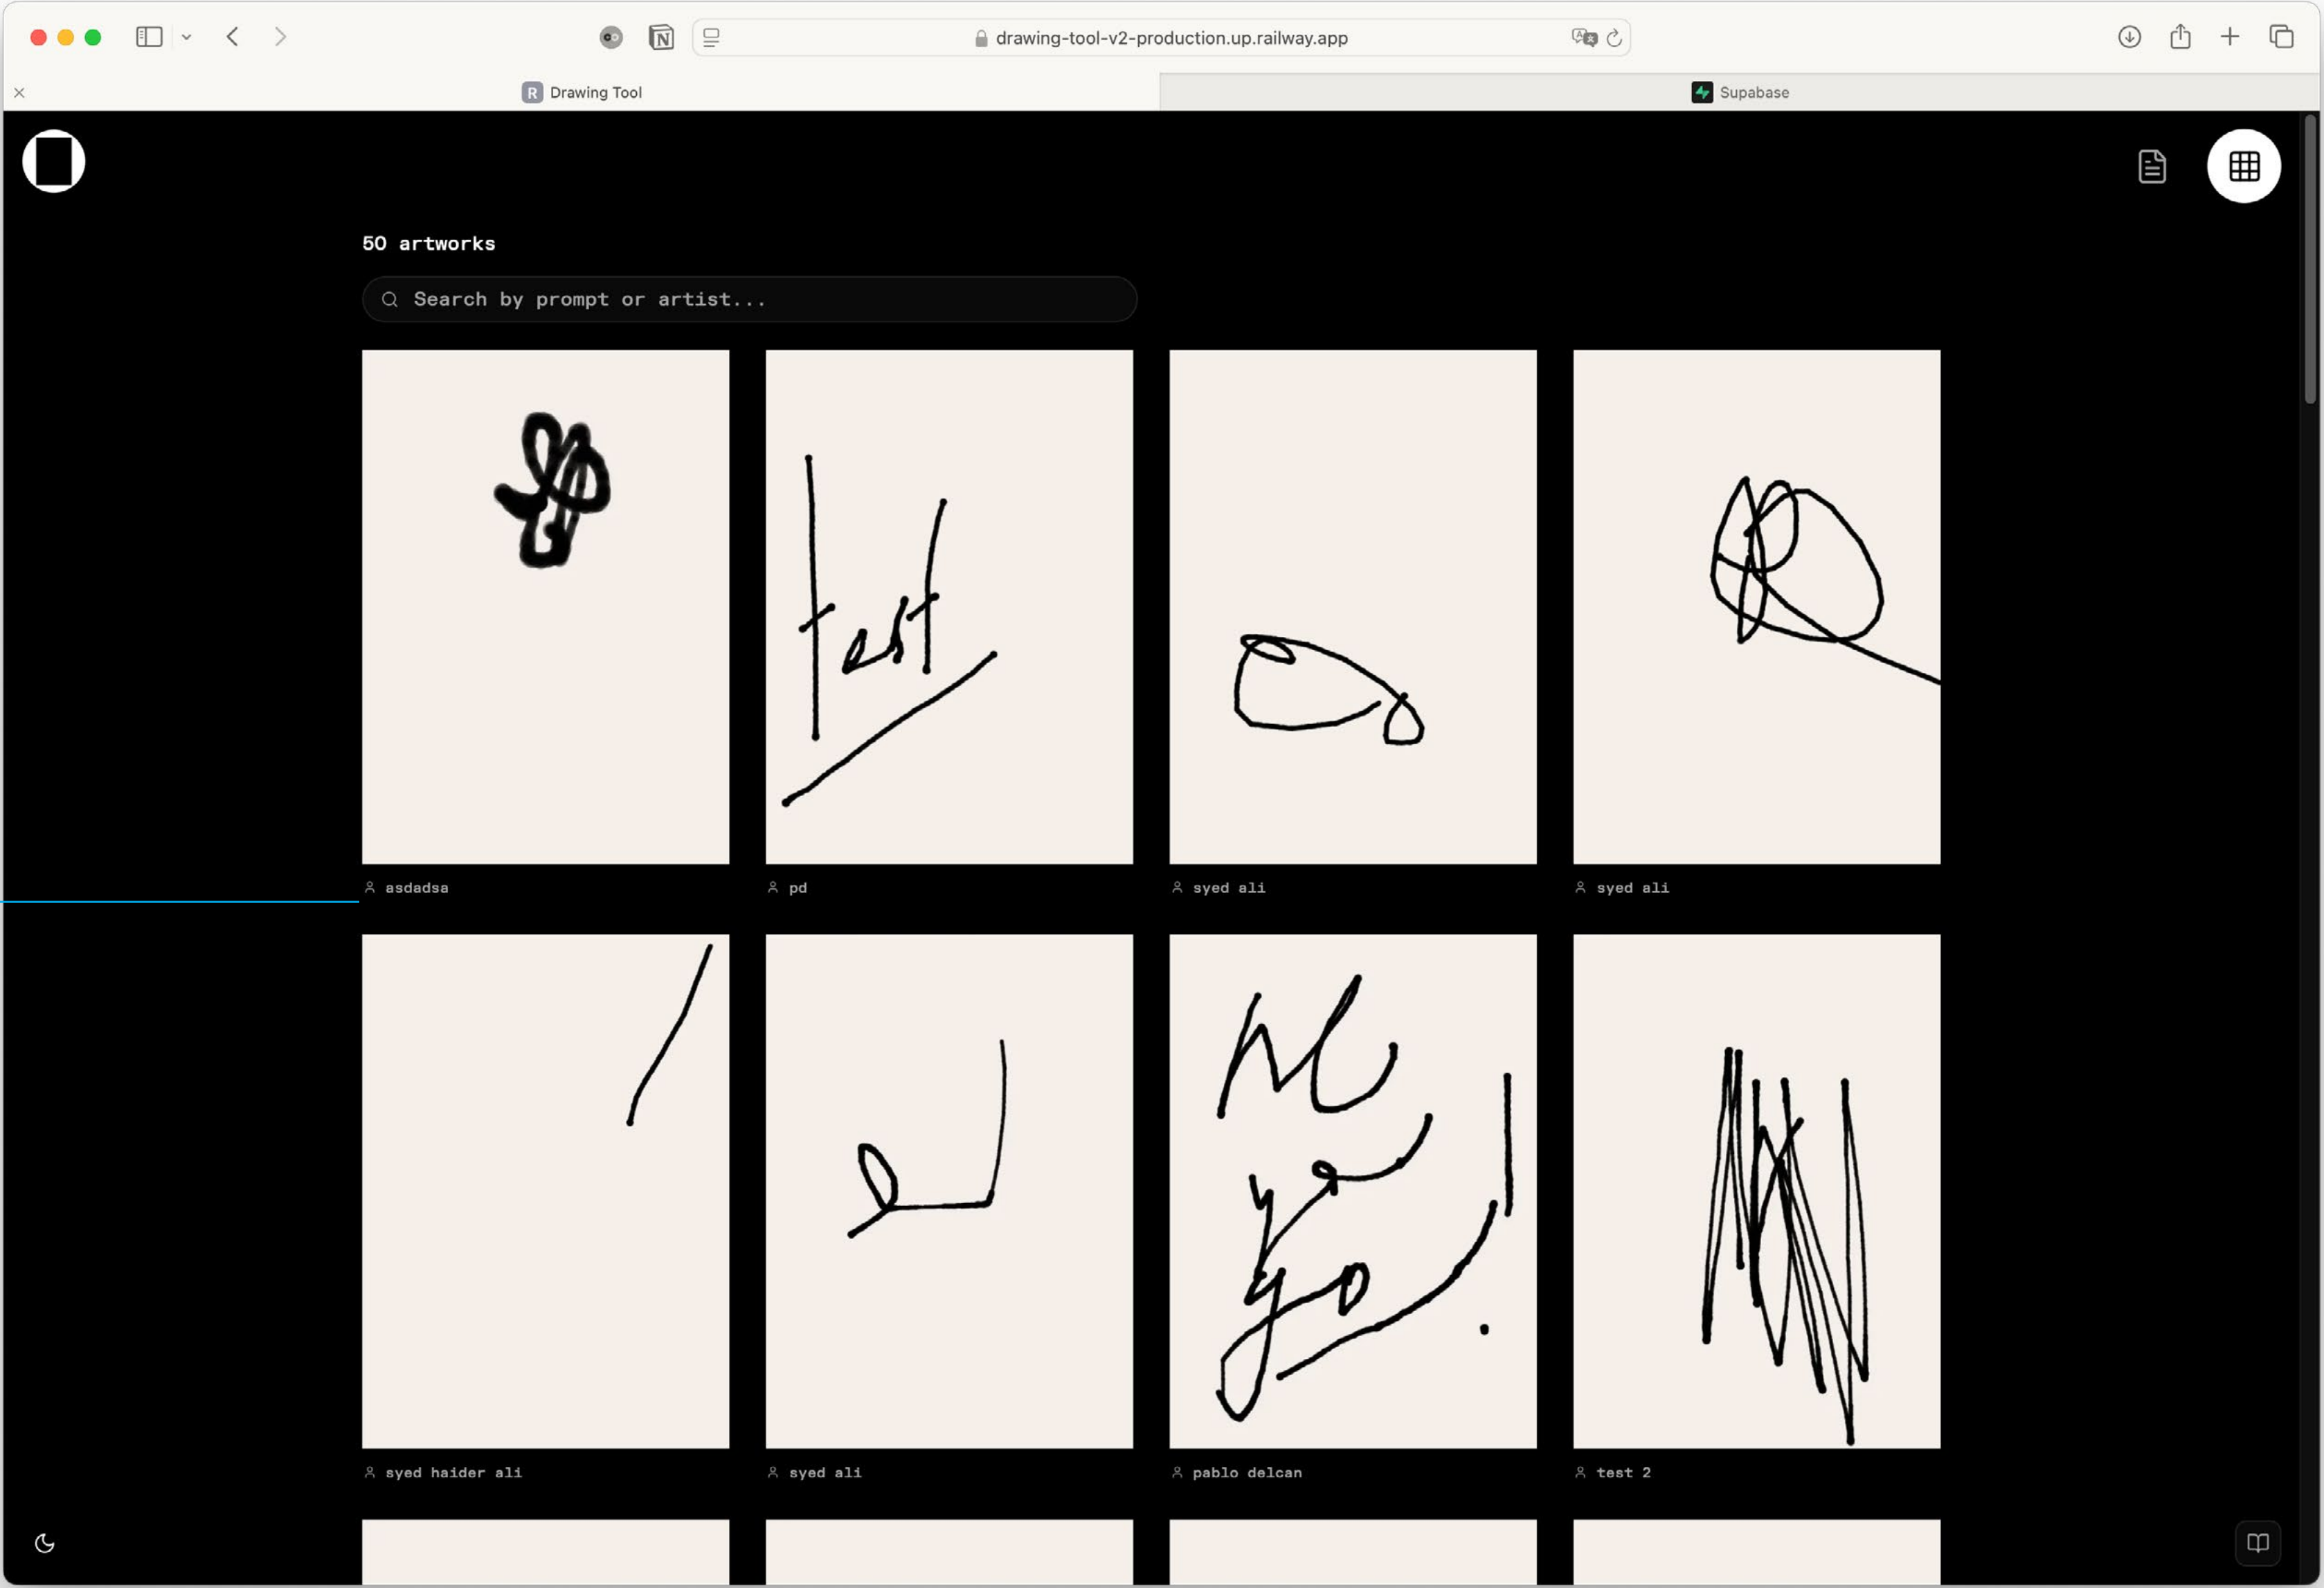 drawing-tool-v2-production.up.railway.app
R Drawing Tool
Supabase
50 artworks
Search by prompt or artist...
test
asdadsa
pd
syed ali
syed ali
yo
syed haider ali
syed ali
pablo delcan
test 2